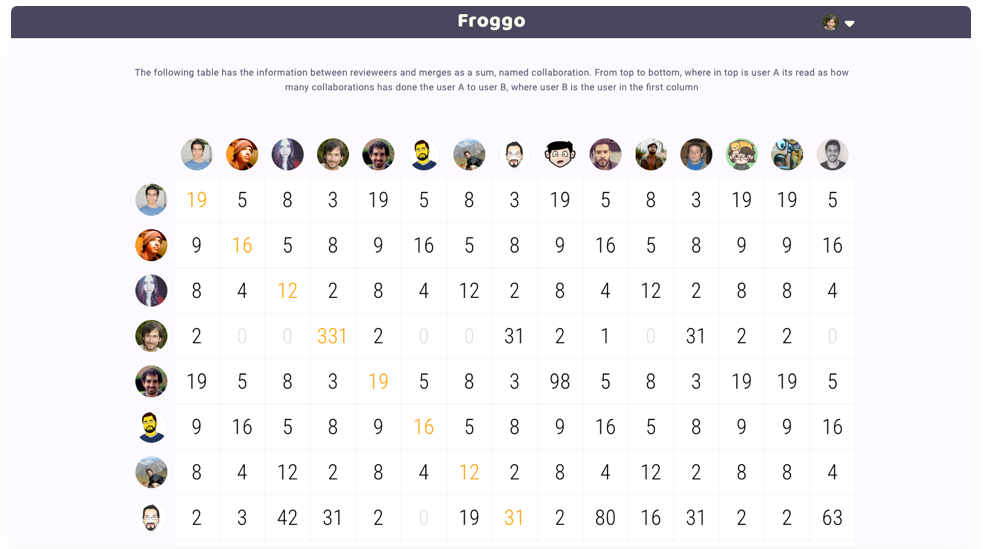 Froggo
The following table has the information between revieweers and merges as a sum, named collaboration. From top to bottom, where in top is user A its read as how
many collaborations has done the user A to user B, where user B is the user in the first column
19 5 8 3 19 5 8 3 19 5 8 3 19 19 5
9 16 5 8 9 16 5 8 9 16 5 8 9 9 16
8 4 12 2 8 4 12 2 8 4 12 2 8 8 4
2 0 0 331 2 0 0 31 2 1 0 31 2 2 0
19 5 8 3 19 5 8 3 98 5 8 3 19 19 5
9 16 5 8 9 16 5 8 9 16 5 8 9 9 16
8 4 12 2 8 4 12 2 8 4 12 2 8 8 4
2 3 42 31 2 0 19 31 2 80 16 31 2 2 63